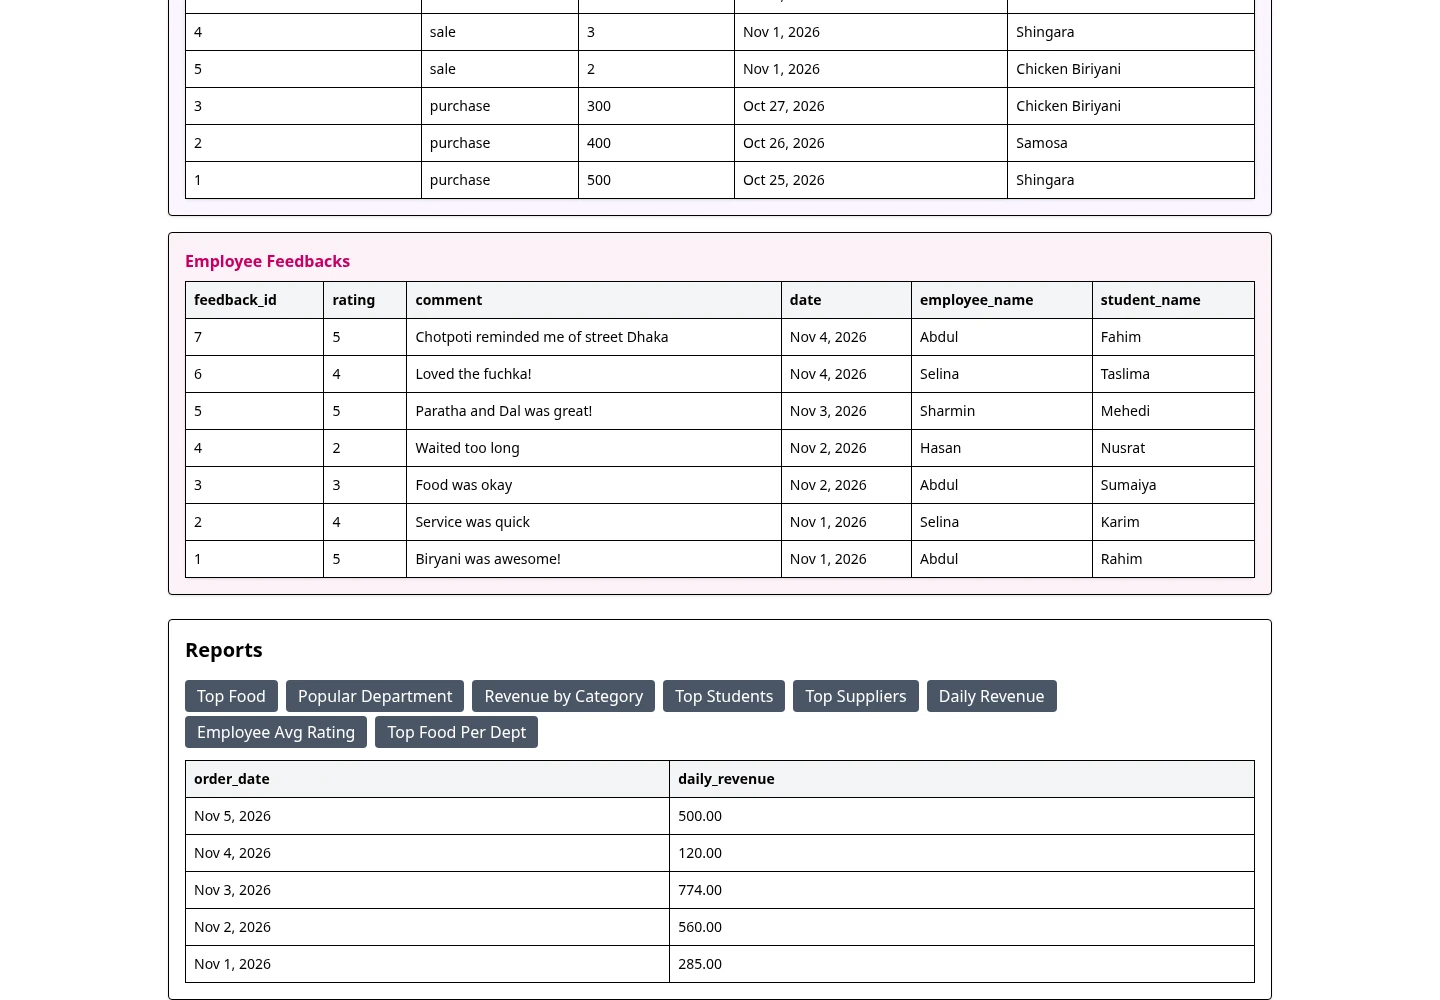 4 sale 3 Nov 1, 2026 Shingara
5 sale 2 Nov 1, 2026 Chicken Biriyani
3 purchase 300 Oct 27, 2026 Chicken Biriyani
2 purchase 400 Oct 26, 2026 Samosa
1 purchase 500 Oct 25, 2026 Shingara
Employee Feedbacks
feedback_id rating comment date employee_name student_name
7 5 Chotpoti reminded me of street Dhaka Nov 4, 2026 Abdul Fahim
6 4 Loved the fuchka! Nov 4, 2026 Selina Taslima
5 5 Paratha and Dal was great! Nov 3, 2026 Sharmin Mehedi
4 2 Waited too long Nov 2, 2026 Hasan Nusrat
3 3 Food was okay Nov 2, 2026 Abdul Sumaiya
2 4 Service was quick Nov 1, 2026 Selina Karim
1 5 Biryani was awesome! Nov 1, 2026 Abdul Rahim
Reports
Top Food Popular Department Revenue by Category Top Students Top Suppliers Daily Revenue
Employee Avg Rating Top Food Per Dept
order_date daily_revenue
Nov 5, 2026 500.00
Nov 4, 2026 120.00
Nov 3, 2026 774.00
Nov 2, 2026 560.00
Nov 1, 2026 285.00